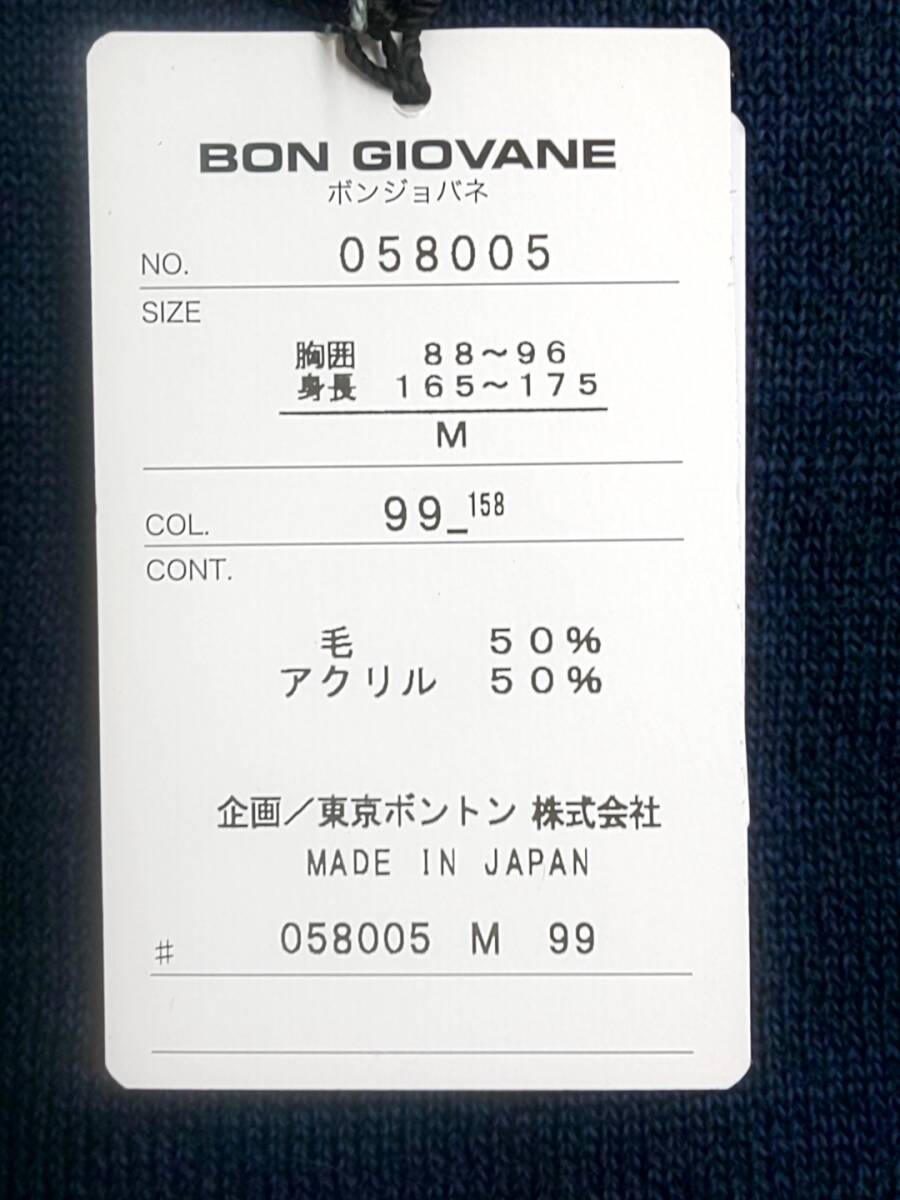 BON GIOVANE
ボンジョバネ
NO. 058005
SIZE
胸囲 88～96
身長 165～175
M
COL. 99_158
CONT.
毛 50%
アクリル 50%
企画／東京ボントン 株式会社
MADE IN JAPAN
# 058005 M 99